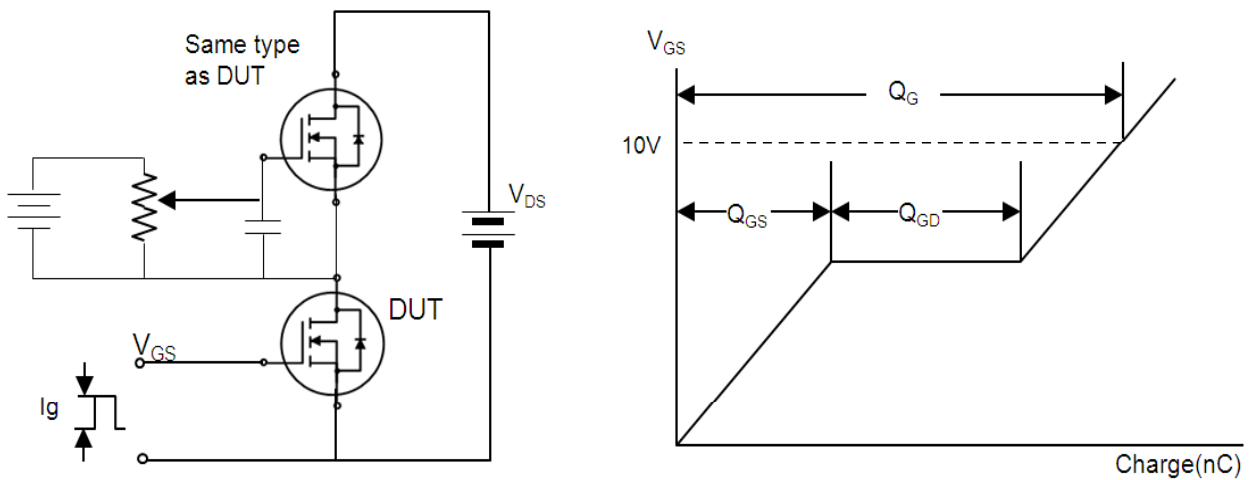 Same type
as DUT
VDS
DUT
VGS
Ig
VGS
QG
10V
QGS
QGD
Charge(nC)